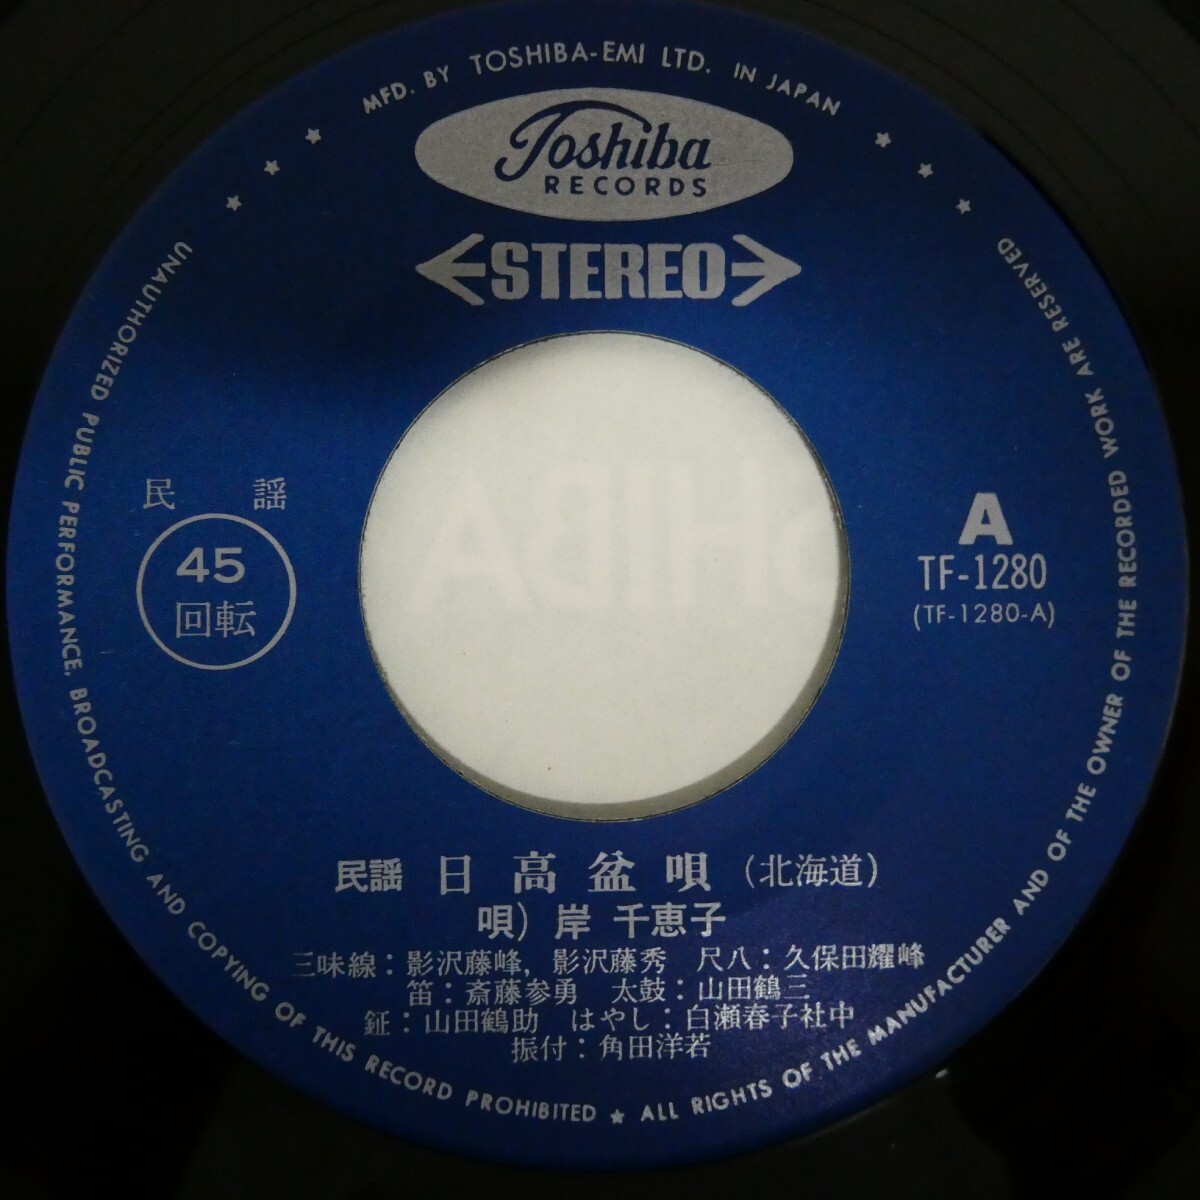 MFD. BY TOSHIBA-EMI LTD. IN JAPAN
Toshiba
RECORDS
STEREO
民謡
45
回転
A
TF-1280
(TF-1280-A)
民謡 日高盆唄 (北海道)
唄) 岸 千恵子
三味線：影沢藤峰, 影沢藤秀 尺八：久保田耀峰
笛：斎藤参勇 太鼓：山田鶴三
鉦：山田鶴助 はやし：白瀬春子社中
振付：角田洋若
UNAUTHORIZED PUBLIC PERFORMANCE. BROADCASTING AND COPYING OF THIS RECORD PROHIBITED ★ ALL RIGHTS OF THE MANUFACTURER AND OF THE OWNER OF THE RECORDED WORK ARE RESERVED